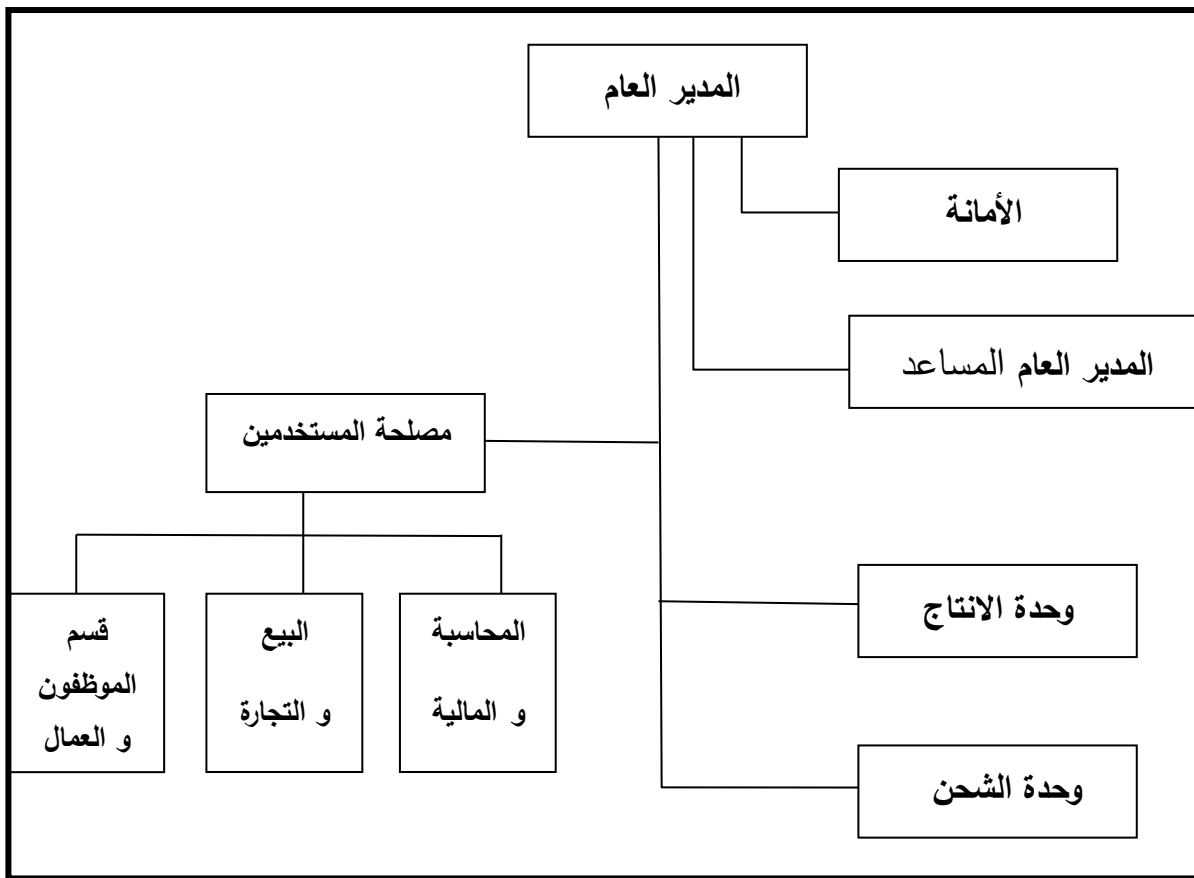 المدير العام
الأمانة
المدير العام المساعد
مصلحة المستخدمين
وحدة الانتاج
المحاسبة
و المالية
البيع
و التجارة
قسم
الموظفون
و العمال
وحدة الشحن